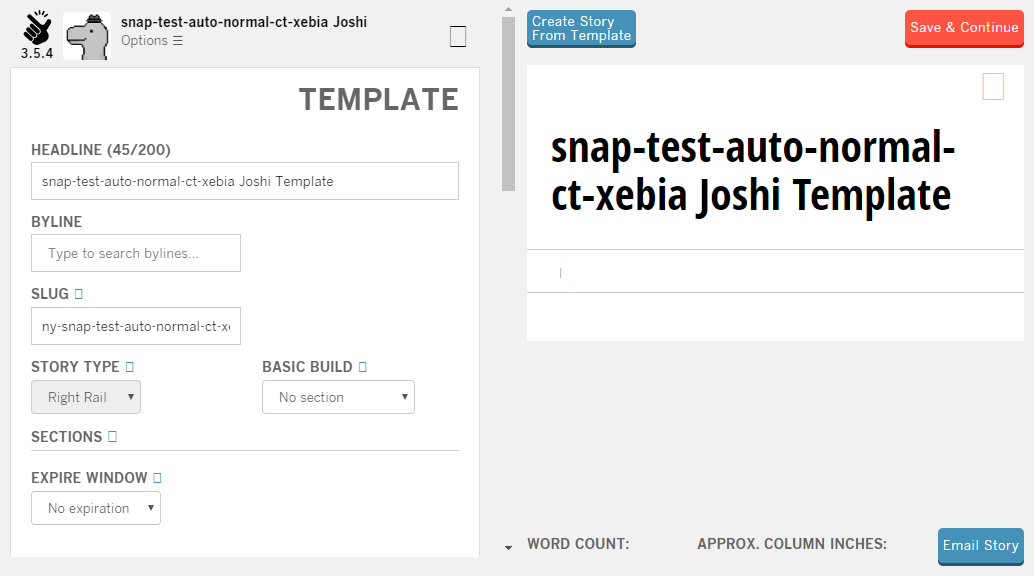 3.5.4
snap-test-auto-normal-ct-xebia Joshi
Options ☰
Create Story
From Template
Save & Continue
TEMPLATE
HEADLINE (45/200)
snap-test-auto-normal-ct-xebia Joshi Template
BYLINE
Type to search bylines...
SLUG
ny-snap-test-auto-normal-ct-x
STORY TYPE
BASIC BUILD
Right Rail
No section
SECTIONS
EXPIRE WINDOW
No expiration
snap-test-auto-normal-
ct-xebia Joshi Template
WORD COUNT:
APPROX. COLUMN INCHES:
Email Story